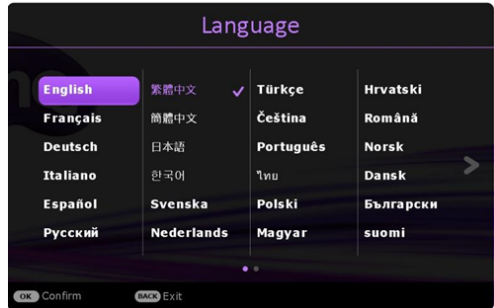 Language
English 繁體中文 Türkçe Hrvatski
Français 簡體中文 Čeština Română
Deutsch 日本語 Português Norsk
Italiano 한국어 ไทย Dansk
Español Svenska Polski Български
Русский Nederlands Magyar suomi
OK Confirm BACK Exit